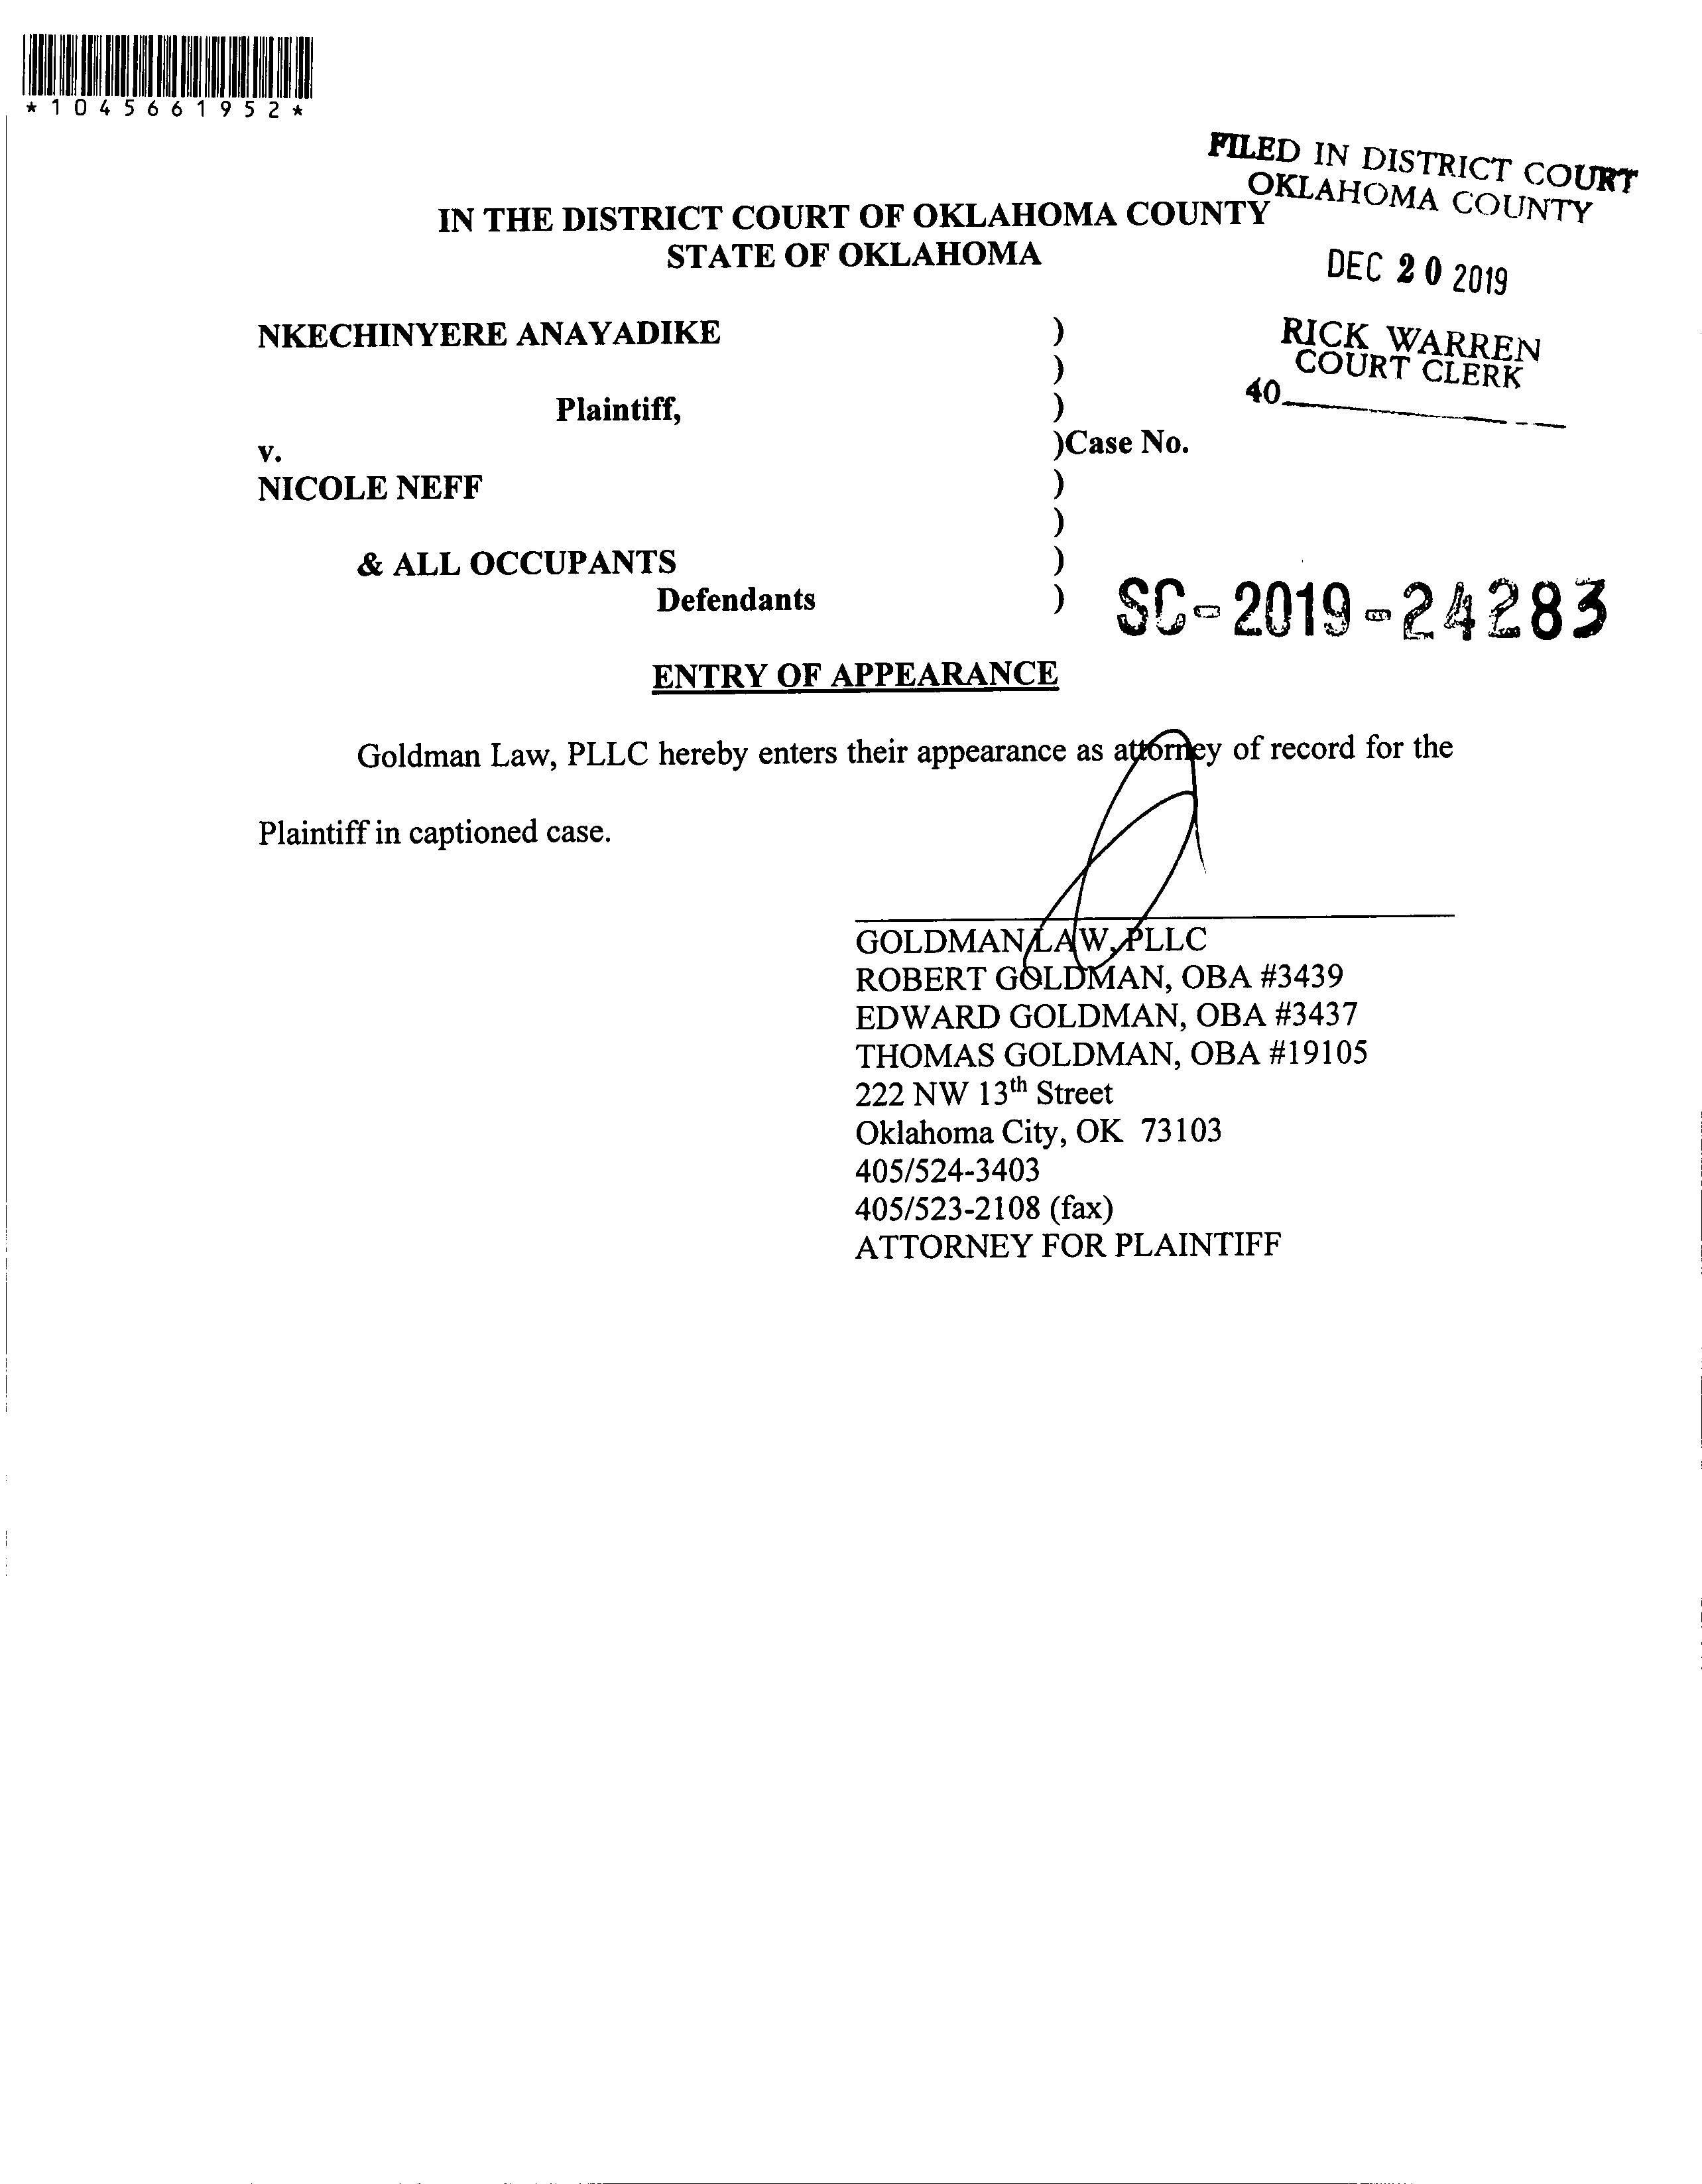 *1045661952*
FILED IN DISTRICT COURT
OKLAHOMA COUNTY
IN THE DISTRICT COURT OF OKLAHOMA COUNTY
STATE OF OKLAHOMA
DEC 20 2019
RICK WARREN
COURT CLERK
40
NKECHINYERE ANAYADIKE )
)
Plaintiff, )
v. )Case No.
NICOLE NEFF )
)
& ALL OCCUPANTS )
Defendants )
SC-2019-24283
ENTRY OF APPEARANCE
Goldman Law, PLLC hereby enters their appearance as attorney of record for the
Plaintiff in captioned case.
GOLDMAN LAW, PLLC
ROBERT GOLDMAN, OBA #3439
EDWARD GOLDMAN, OBA #3437
THOMAS GOLDMAN, OBA #19105
222 NW 13th Street
Oklahoma City, OK 73103
405/524-3403
405/523-2108 (fax)
ATTORNEY FOR PLAINTIFF